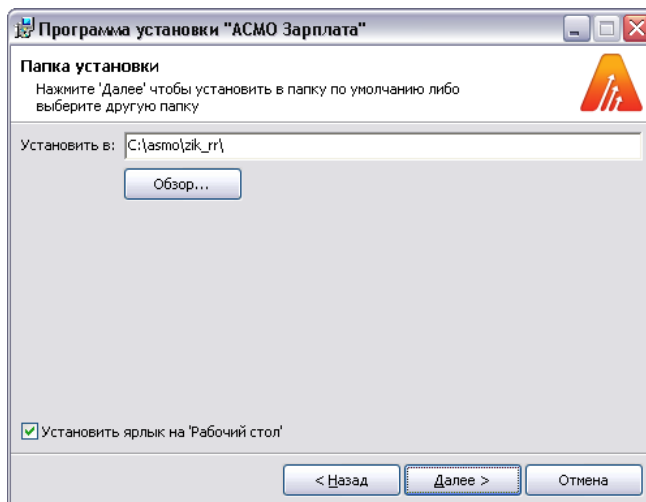 Программа установки "АСМО Зарплата"
Папка установки
Нажмите 'Далее' чтобы установить в папку по умолчанию либо
выберите другую папку
Установить в: C:\asmo\zik_rr\
Обзор...
Установить ярлык на 'Рабочий стол'
< Назад Далее > Отмена